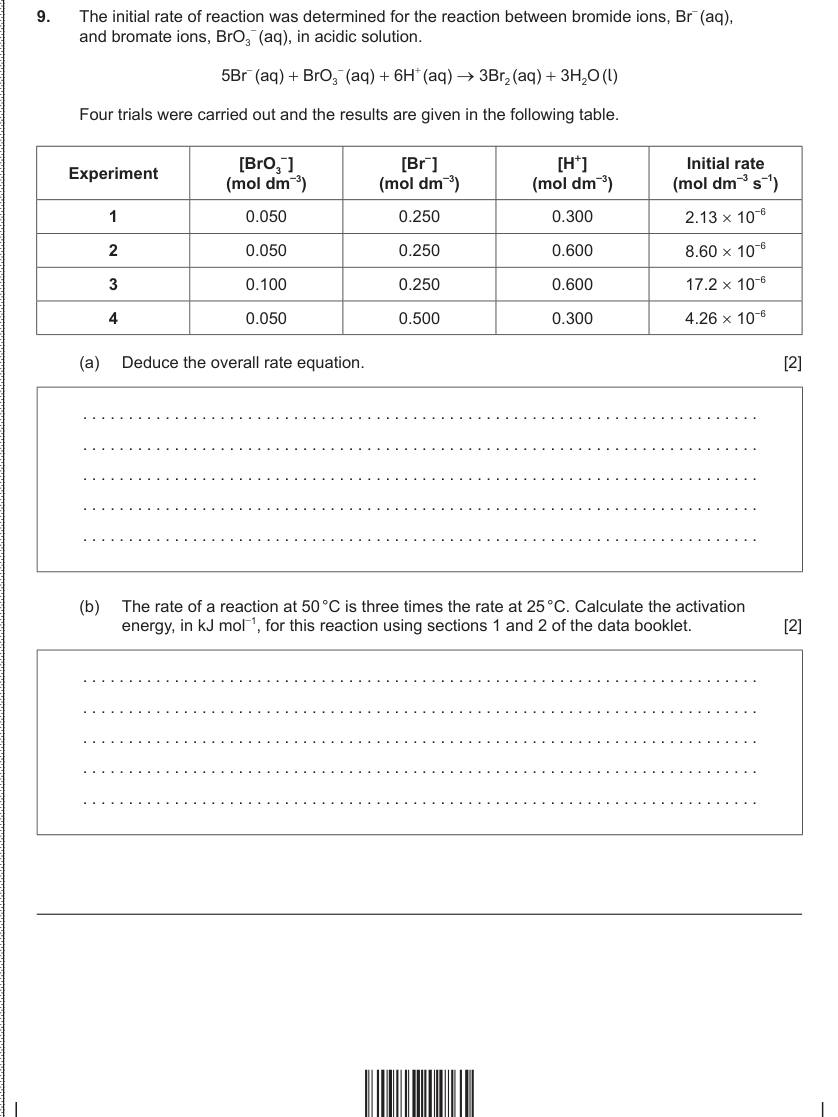 9. The initial rate of reaction was determined for the reaction between bromide ions, Br⁻(aq),
and bromate ions, BrO₃⁻(aq), in acidic solution.
5Br⁻(aq) + BrO₃⁻(aq) + 6H⁺(aq) → 3Br₂(aq) + 3H₂O(l)
Four trials were carried out and the results are given in the following table.
Experiment [BrO₃⁻] (mol dm⁻³) [Br⁻] (mol dm⁻³) [H⁺] (mol dm⁻³) Initial rate (mol dm⁻³ s⁻¹)
1 0.050 0.250 0.300 2.13 × 10⁻⁶
2 0.050 0.250 0.600 8.60 × 10⁻⁶
3 0.100 0.250 0.600 17.2 × 10⁻⁶
4 0.050 0.500 0.300 4.26 × 10⁻⁶
(a) Deduce the overall rate equation. [2]
(b) The rate of a reaction at 50 °C is three times the rate at 25 °C. Calculate the activation
energy, in kJ mol⁻¹, for this reaction using sections 1 and 2 of the data booklet. [2]